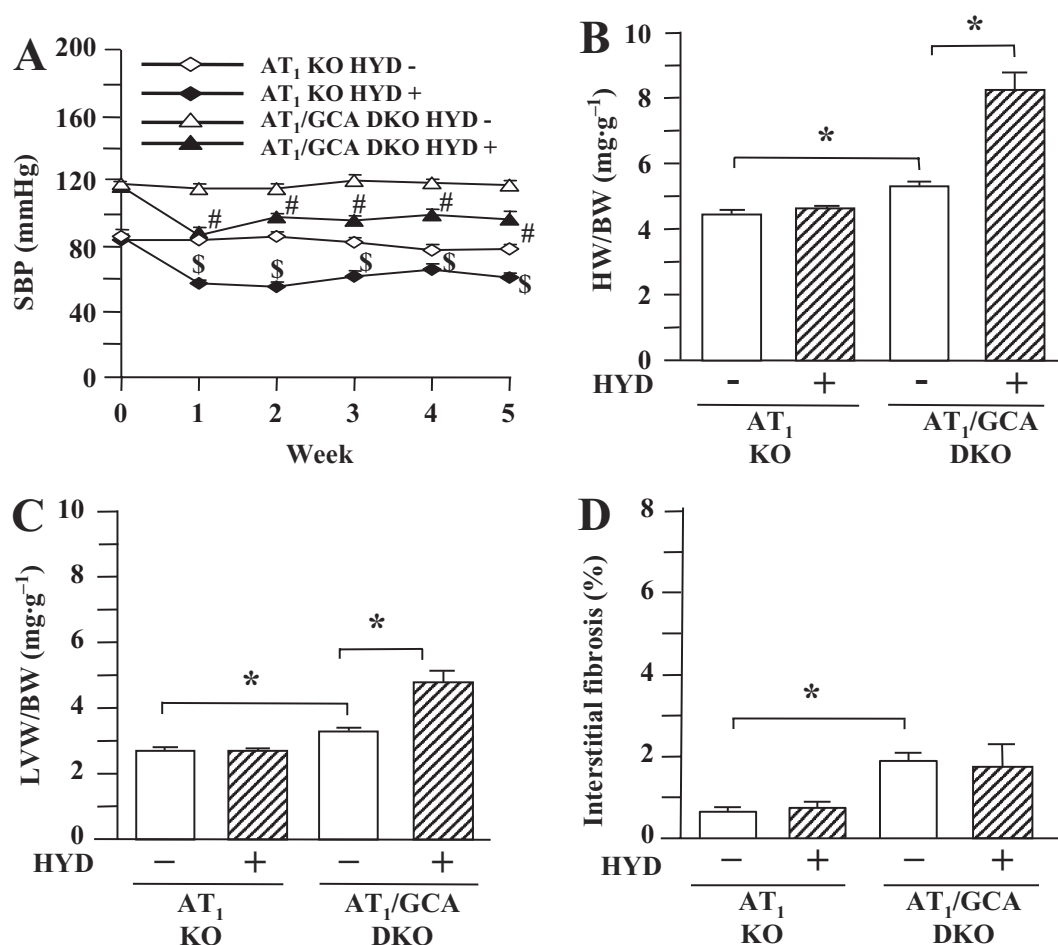 A
200
160
120
80
40
0
SBP (mmHg)
AT₁ KO HYD -
AT₁ KO HYD +
AT₁/GCA DKO HYD -
AT₁/GCA DKO HYD +
# # # # #
$ $ $ $ $
0 1 2 3 4 5
Week
B
10
8
6
4
2
0
HW/BW (mg·g⁻¹)
* *
HYD - + - +
AT₁ AT₁/GCA
KO DKO
C
10
8
6
4
2
0
LVW/BW (mg·g⁻¹)
* *
HYD − + − +
AT₁ AT₁/GCA
KO DKO
D
8
6
4
2
0
Interstitial fibrosis (%)
*
HYD − + − +
AT₁ AT₁/GCA
KO DKO